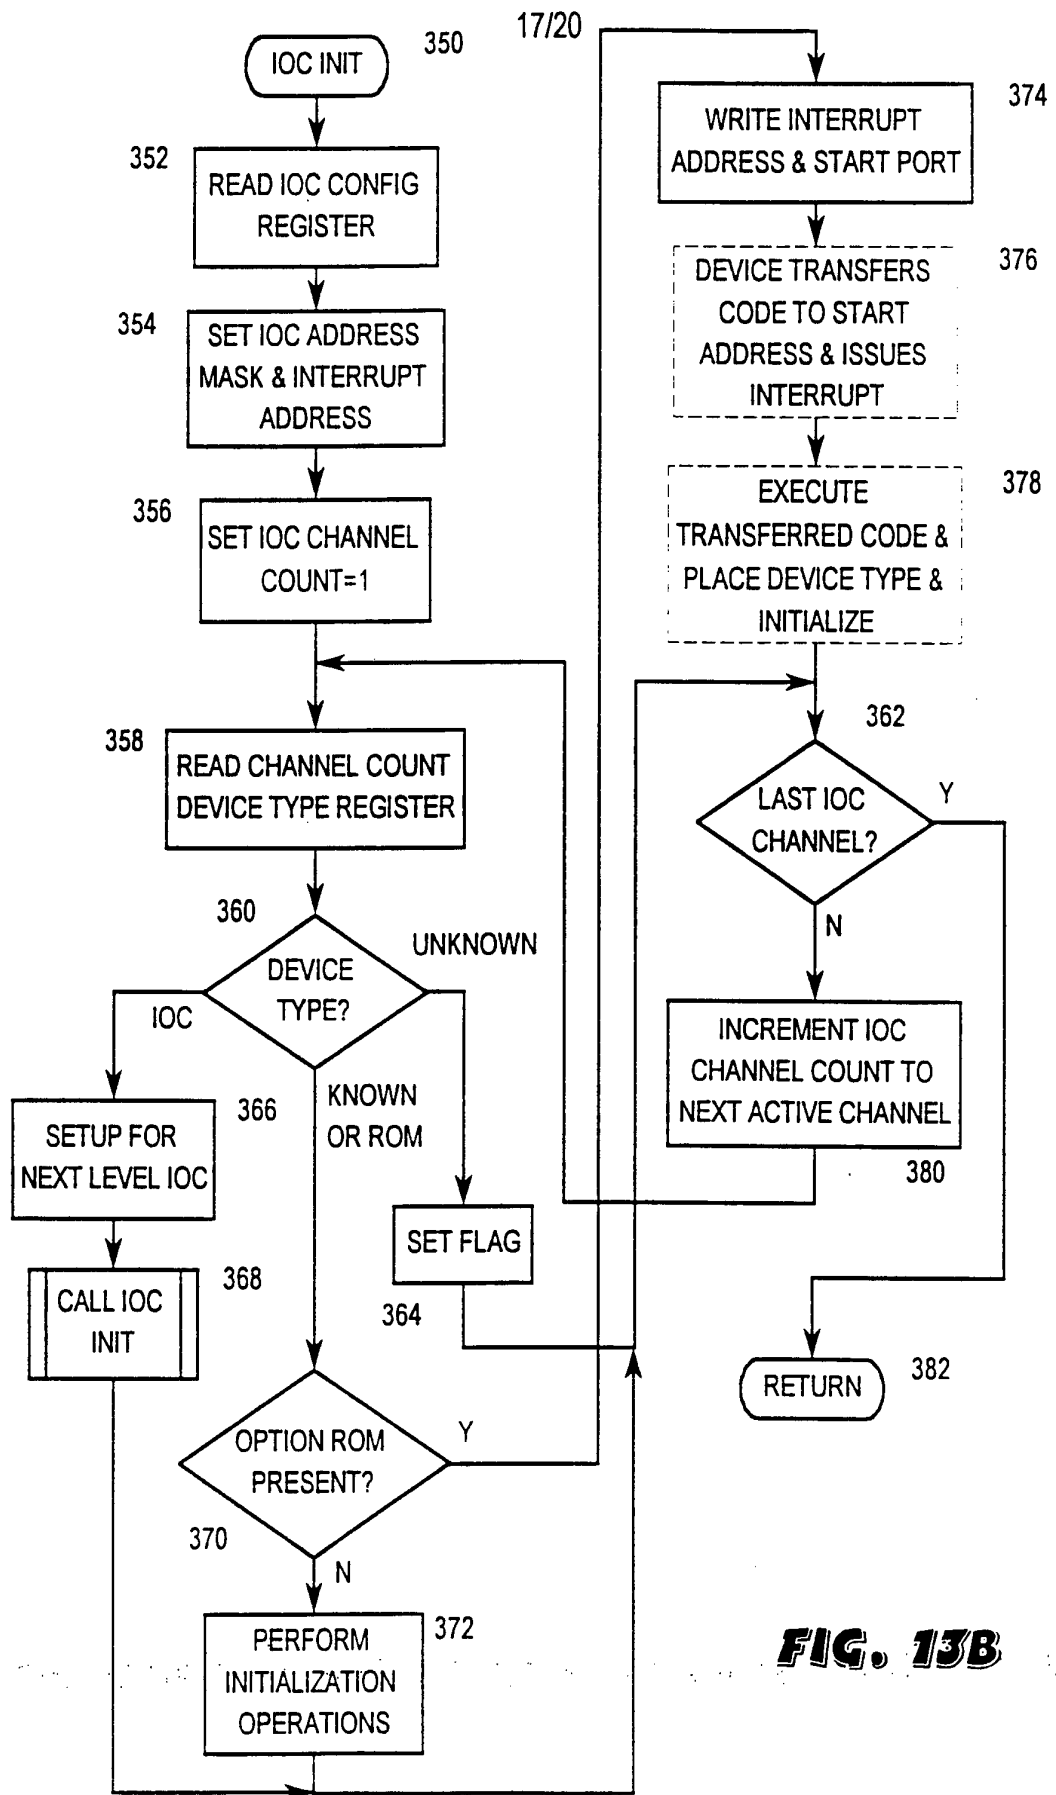 17/20
IOC INIT
350
352
READ IOC CONFIG
REGISTER
354
SET IOC ADDRESS
MASK & INTERRUPT
ADDRESS
356
SET IOC CHANNEL
COUNT=1
358
READ CHANNEL COUNT
DEVICE TYPE REGISTER
360
DEVICE
TYPE?
UNKNOWN
IOC
KNOWN
OR ROM
366
SETUP FOR
NEXT LEVEL IOC
368
CALL IOC
INIT
SET FLAG
364
OPTION ROM
PRESENT?
Y
370
N
372
PERFORM
INITIALIZATION
OPERATIONS
374
WRITE INTERRUPT
ADDRESS & START PORT
376
DEVICE TRANSFERS
CODE TO START
ADDRESS & ISSUES
INTERRUPT
378
EXECUTE
TRANSFERRED CODE &
PLACE DEVICE TYPE &
INITIALIZE
362
LAST IOC
CHANNEL?
Y
N
INCREMENT IOC
CHANNEL COUNT TO
NEXT ACTIVE CHANNEL
380
RETURN
382
FIG. 13B